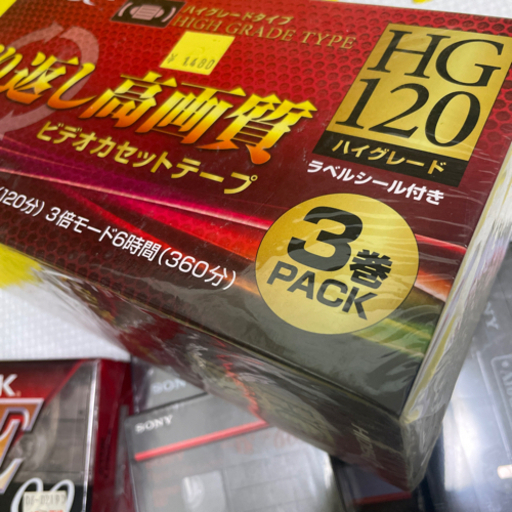 ハイグレードタイプ
HIGH GRADE TYPE
¥1480
り返し高画質
ビデオカセットテープ
HG
120
ハイグレード
ラベルシール付き
(120分) 3倍モード6時間(360分)
3巻
PACK
SONY
SONY